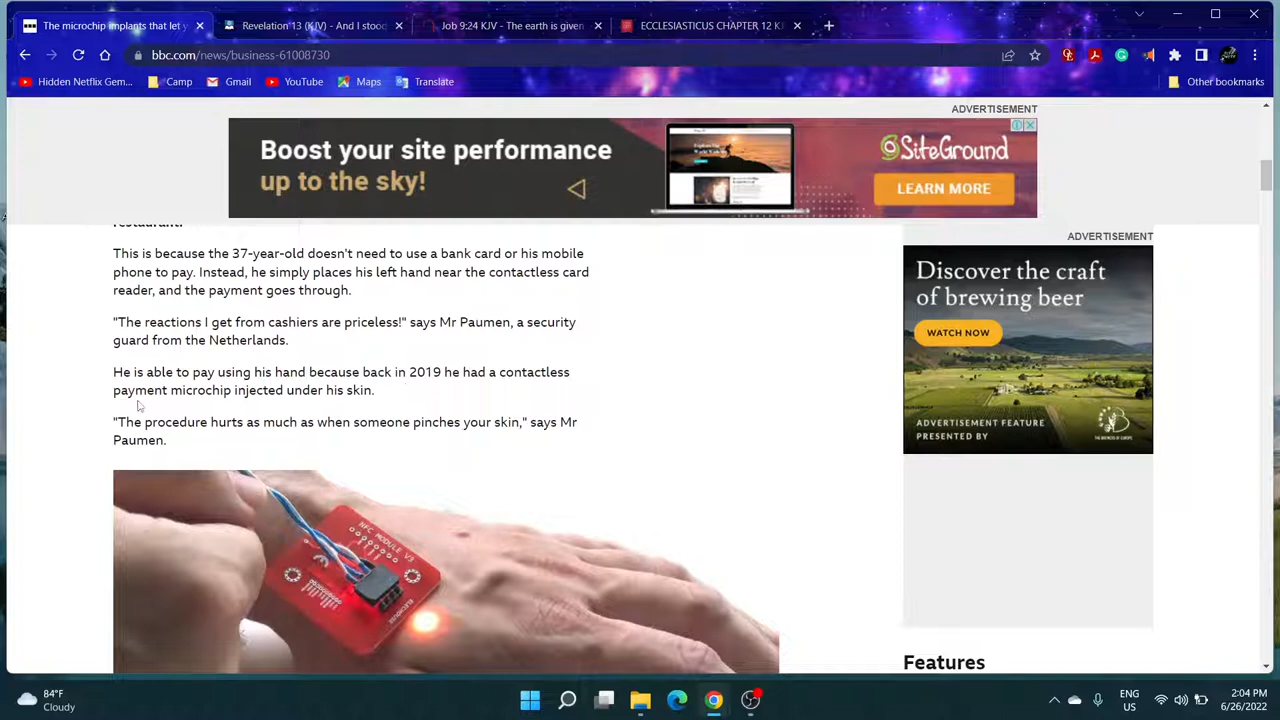 The microchip implants that let y
Revelation 13 (KJV) - And I stood
Job 9:24 KJV - The earth is given
ECCLESIASTICUS CHAPTER 12 KJ
bbc.com/news/business-61008730
Hidden Netflix Gem...
Camp
Gmail
YouTube
Maps
Translate
Other bookmarks
ADVERTISEMENT
Boost your site performance
up to the sky!
SiteGround
LEARN MORE
restaurant.
This is because the 37-year-old doesn't need to use a bank card or his mobile
phone to pay. Instead, he simply places his left hand near the contactless card
reader, and the payment goes through.
"The reactions I get from cashiers are priceless!" says Mr Paumen, a security
guard from the Netherlands.
He is able to pay using his hand because back in 2019 he had a contactless
payment microchip injected under his skin.
"The procedure hurts as much as when someone pinches your skin," says Mr
Paumen.
NFC MODULE V3
ELECHOUSE
ADVERTISEMENT
Discover the craft
of brewing beer
WATCH NOW
ADVERTISEMENT FEATURE
PRESENTED BY
Features
84°F
Cloudy
ENG
US
2:04 PM
6/26/2022